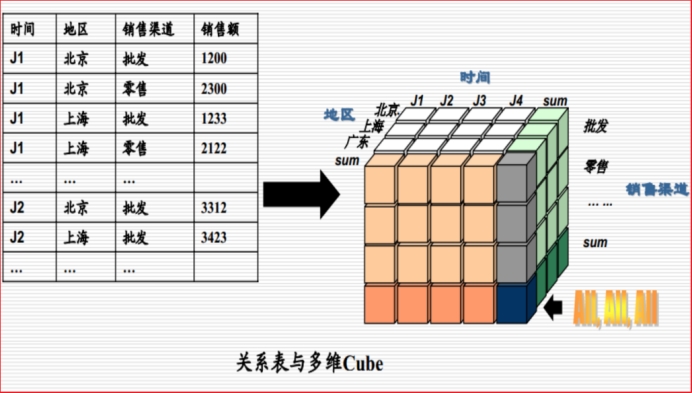 时间 地区 销售渠道 销售额
J1 北京 批发 1200
J1 北京 零售 2300
J1 上海 批发 1233
J1 上海 零售 2122
… … …
J2 北京 批发 3312
J2 上海 批发 3423
… … …
时间
地区
J1 J2 J3 J4 sum
北京
上海
广东
sum
批发
零售
… …
sum
销售渠道
All, All, All
关系表与多维Cube